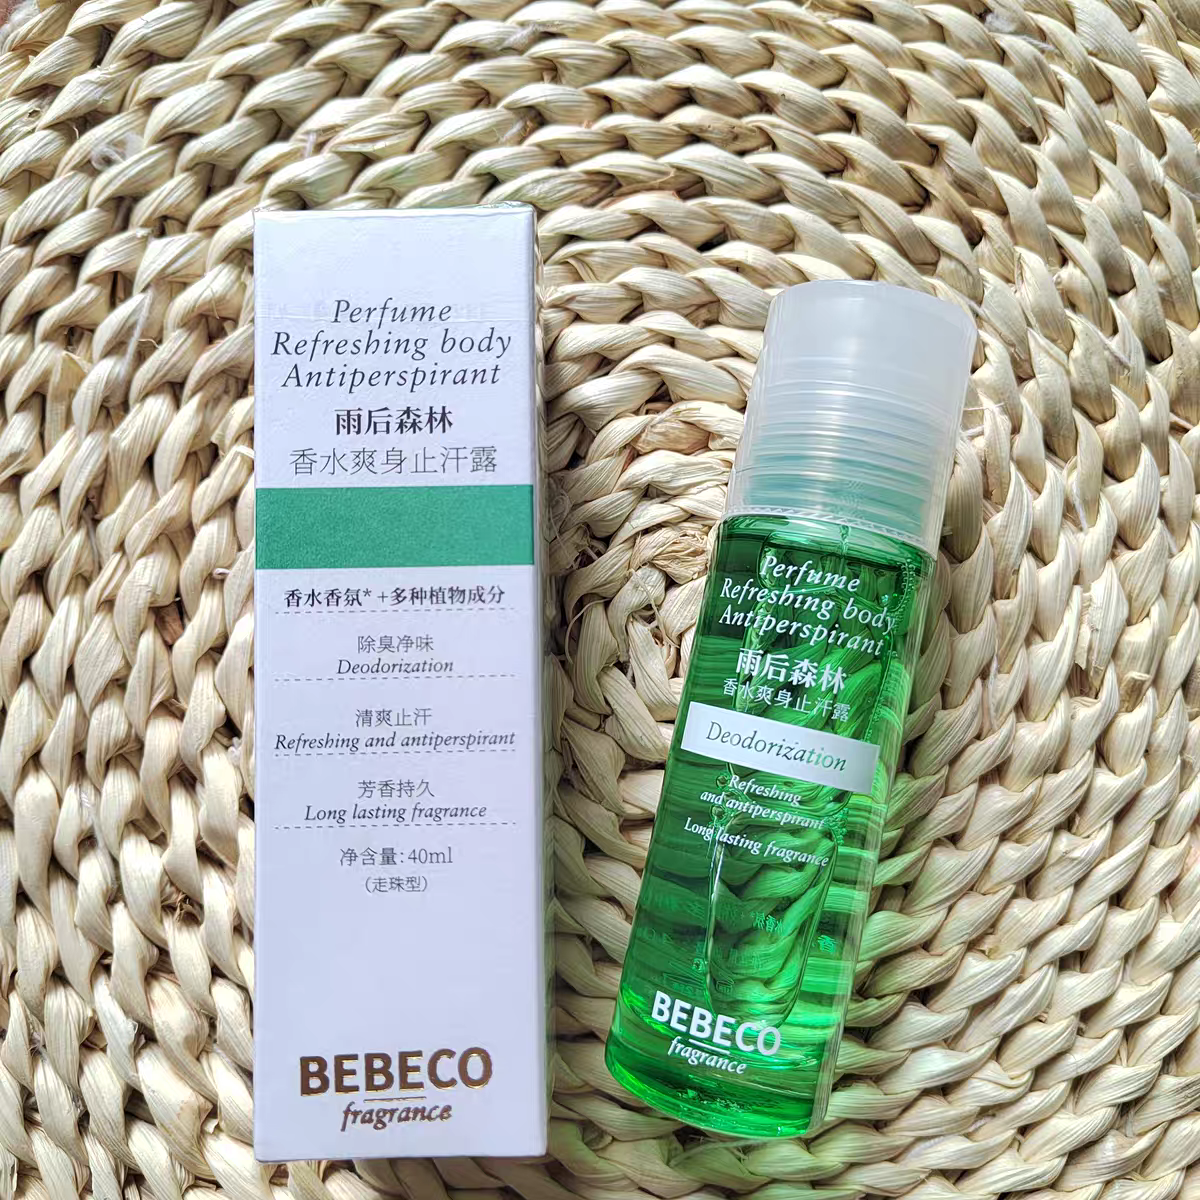 Perfume
Refreshing body
Antiperspirant
雨后森林
香水爽身止汗露
香水香氛* +多种植物成分
除臭净味
Deodorization
清爽止汗
Refreshing and antiperspirant
芳香持久
Long lasting fragrance
净含量:40ml
(走珠型)
BEBECO
fragrance
Perfume
Refreshing body
Antiperspirant
雨后森林
香水爽身止汗露
Deodorization
Refreshing
and antiperspirant
Long lasting fragrance
BEBECO
fragrance